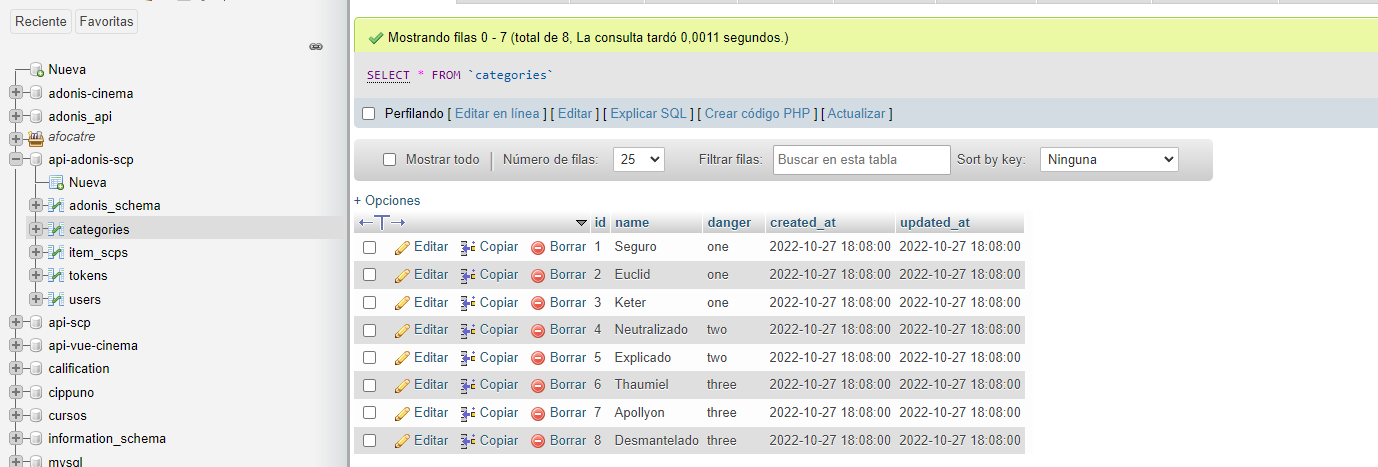 Reciente Favoritas
Nueva
adonis-cinema
adonis_api
afocatre
api-adonis-scp
Nueva
adonis_schema
categories
item_scps
tokens
users
api-scp
api-vue-cinema
calification
cippuno
cursos
information_schema
mysql
Mostrando filas 0 - 7 (total de 8, La consulta tardó 0,0011 segundos.)
SELECT * FROM `categories`
Perfilando [ Editar en línea ] [ Editar ] [ Explicar SQL ] [ Crear código PHP ] [ Actualizar ]
Mostrar todo Número de filas: 25 Filtrar filas: Buscar en esta tabla Sort by key: Ninguna
+ Opciones
id name danger created_at updated_at
Editar Copiar Borrar 1 Seguro one 2022-10-27 18:08:00 2022-10-27 18:08:00
Editar Copiar Borrar 2 Euclid one 2022-10-27 18:08:00 2022-10-27 18:08:00
Editar Copiar Borrar 3 Keter one 2022-10-27 18:08:00 2022-10-27 18:08:00
Editar Copiar Borrar 4 Neutralizado two 2022-10-27 18:08:00 2022-10-27 18:08:00
Editar Copiar Borrar 5 Explicado two 2022-10-27 18:08:00 2022-10-27 18:08:00
Editar Copiar Borrar 6 Thaumiel three 2022-10-27 18:08:00 2022-10-27 18:08:00
Editar Copiar Borrar 7 Apollyon three 2022-10-27 18:08:00 2022-10-27 18:08:00
Editar Copiar Borrar 8 Desmantelado three 2022-10-27 18:08:00 2022-10-27 18:08:00